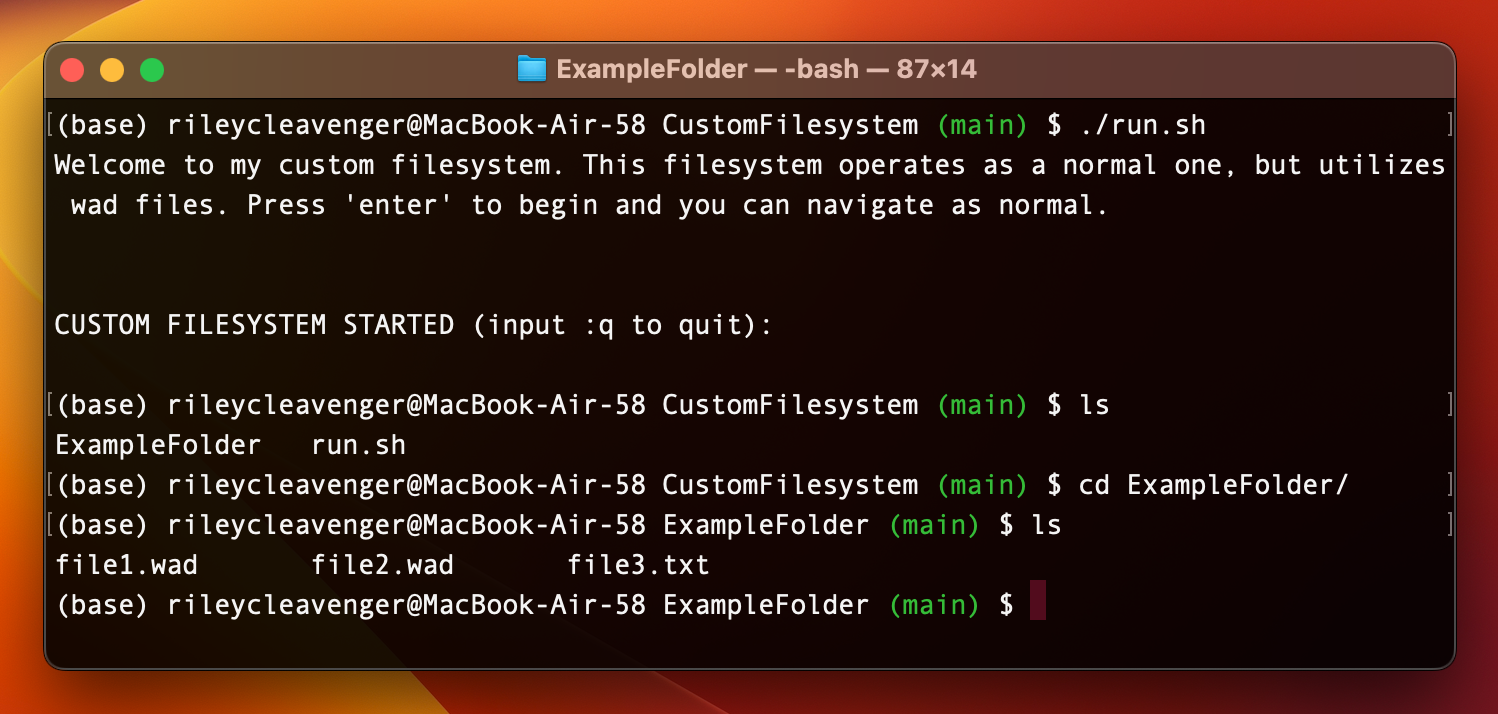 ExampleFolder — -bash — 87×14
[(base) rileycleavenger@MacBook-Air-58 CustomFilesystem (main) $ ./run.sh ]
Welcome to my custom filesystem. This filesystem operates as a normal one, but utilizes
wad files. Press 'enter' to begin and you can navigate as normal.
CUSTOM FILESYSTEM STARTED (input :q to quit):
[(base) rileycleavenger@MacBook-Air-58 CustomFilesystem (main) $ ls ]
ExampleFolder run.sh
[(base) rileycleavenger@MacBook-Air-58 CustomFilesystem (main) $ cd ExampleFolder/ ]
[(base) rileycleavenger@MacBook-Air-58 ExampleFolder (main) $ ls ]
file1.wad file2.wad file3.txt
(base) rileycleavenger@MacBook-Air-58 ExampleFolder (main) $